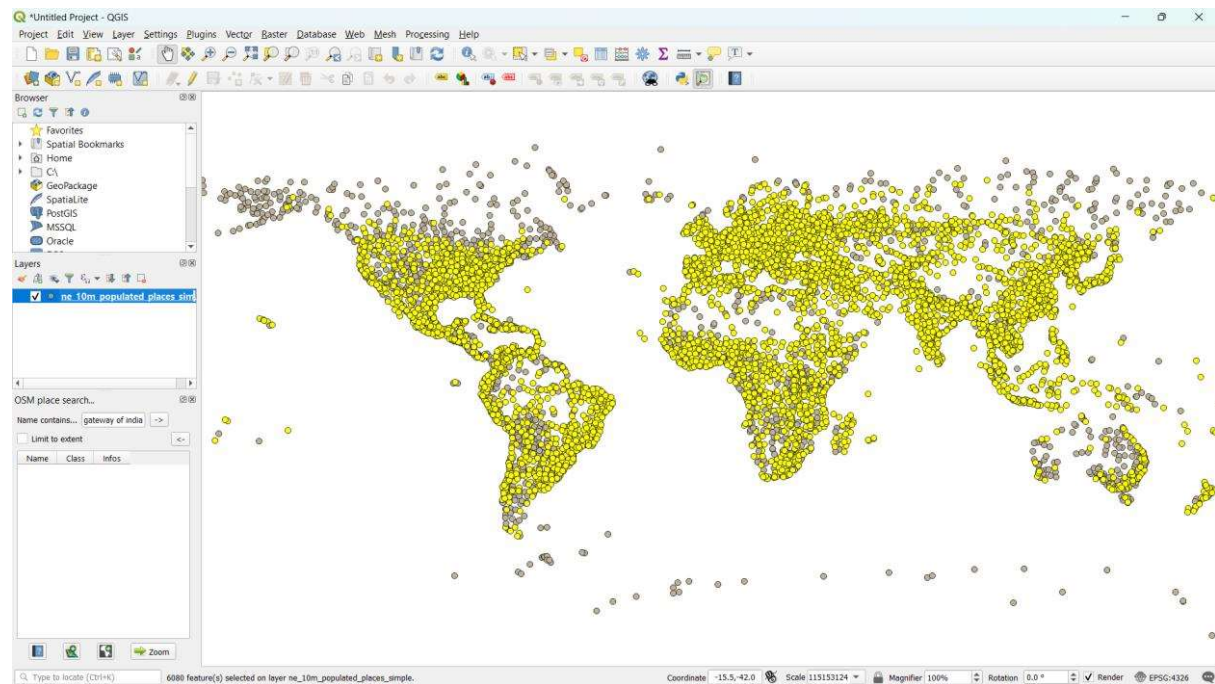 *Untitled Project - QGIS
Project Edit View Layer Settings Plugins Vector Raster Database Web Mesh Processing Help
Browser
Favorites
Spatial Bookmarks
Home
C:\
GeoPackage
SpatiaLite
PostGIS
MSSQL
Oracle
Layers
ne_10m_populated_places_sim
OSM place search...
Name contains... gateway of india ->
Limit to extent <-
Name Class Infos
Zoom
Type to locate (Ctrl+K) 6080 feature(s) selected on layer ne_10m_populated_places_simple. Coordinate -15.5,-42.0 Scale 115153124 Magnifier 100% Rotation 0.0 ° Render EPSG:4326